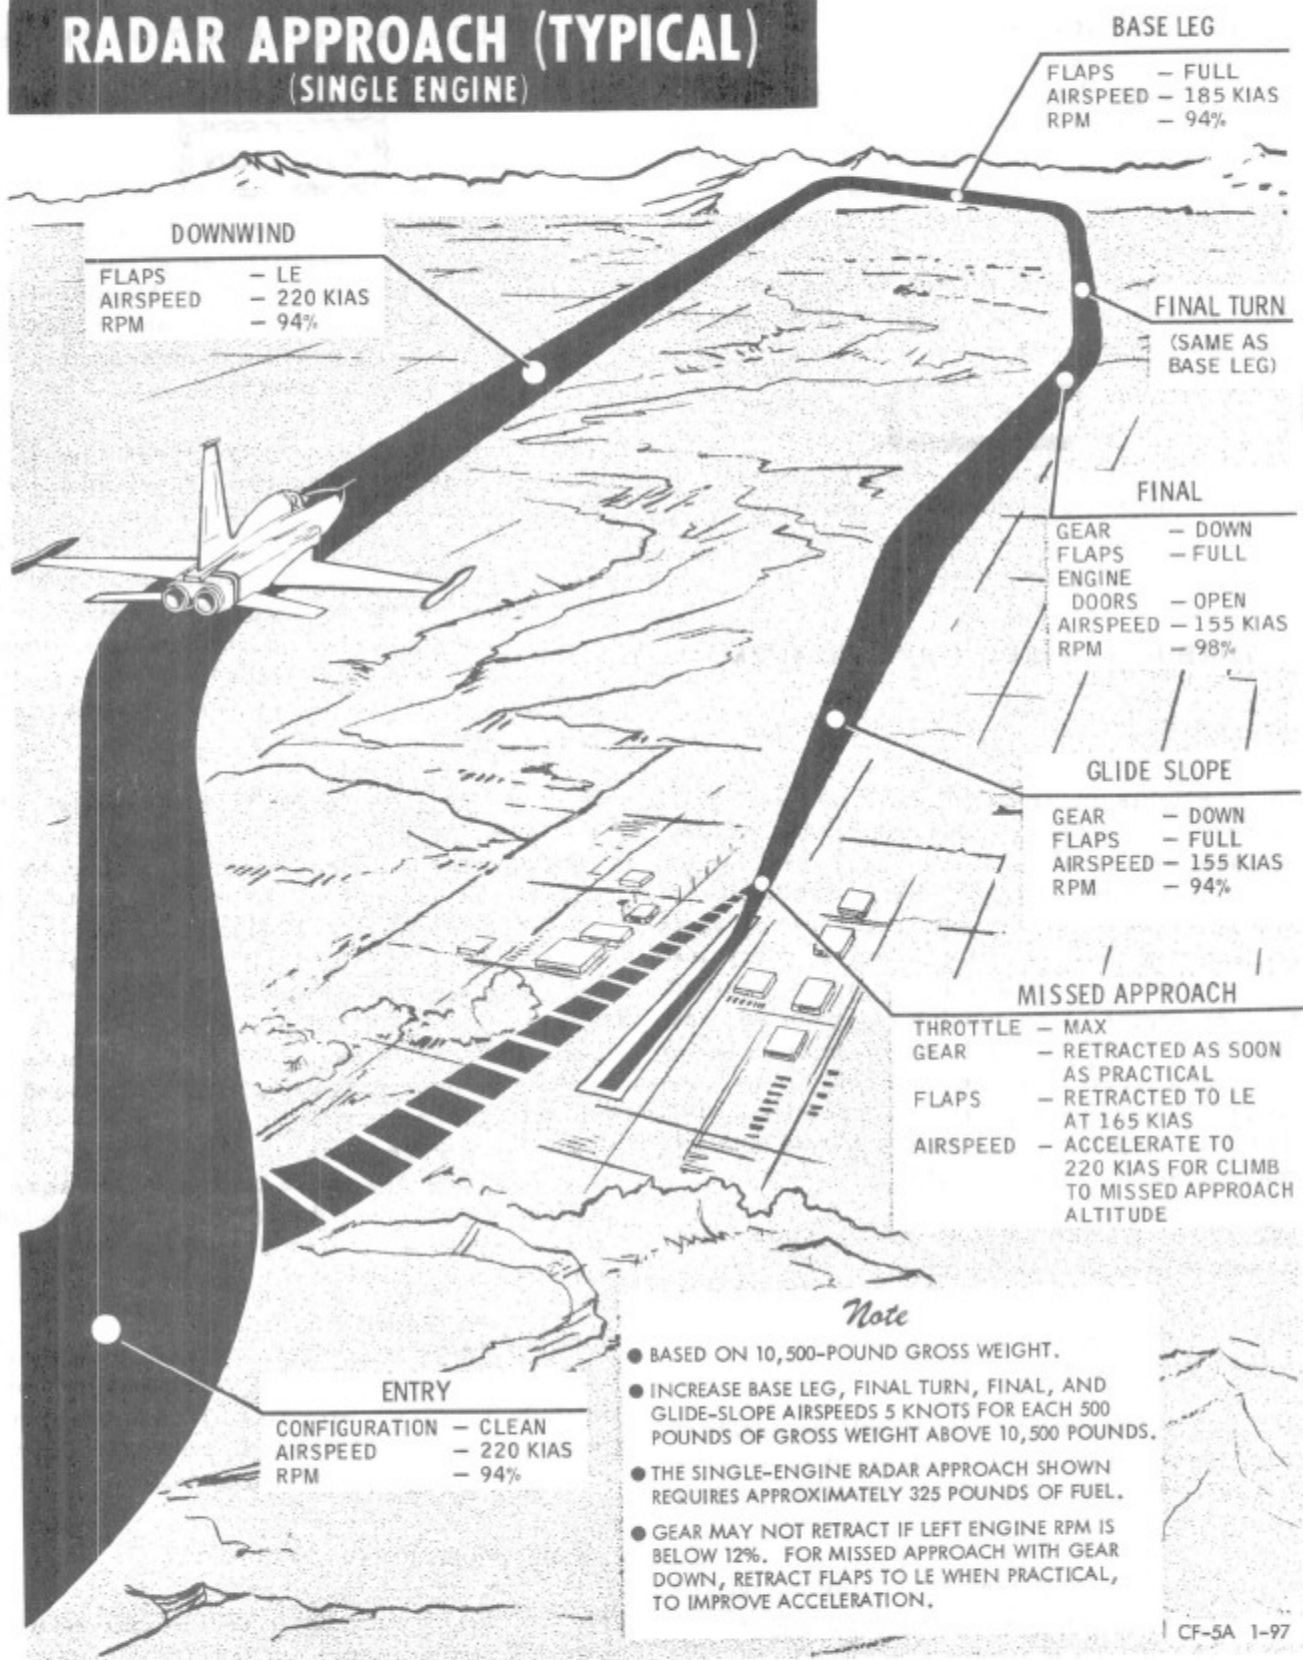 RADAR APPROACH (TYPICAL)
(SINGLE ENGINE)
BASE LEG
FLAPS – FULL
AIRSPEED – 185 KIAS
RPM – 94%
DOWNWIND
FLAPS – LE
AIRSPEED – 220 KIAS
RPM – 94%
FINAL TURN
(SAME AS
BASE LEG)
FINAL
GEAR – DOWN
FLAPS – FULL
ENGINE
DOORS – OPEN
AIRSPEED – 155 KIAS
RPM – 98%
GLIDE SLOPE
GEAR – DOWN
FLAPS – FULL
AIRSPEED – 155 KIAS
RPM – 94%
MISSED APPROACH
THROTTLE – MAX
GEAR – RETRACTED AS SOON
AS PRACTICAL
FLAPS – RETRACTED TO LE
AT 165 KIAS
AIRSPEED – ACCELERATE TO
220 KIAS FOR CLIMB
TO MISSED APPROACH
ALTITUDE
ENTRY
CONFIGURATION – CLEAN
AIRSPEED – 220 KIAS
RPM – 94%
Note
● BASED ON 10,500-POUND GROSS WEIGHT.
● INCREASE BASE LEG, FINAL TURN, FINAL, AND
GLIDE-SLOPE AIRSPEEDS 5 KNOTS FOR EACH 500
POUNDS OF GROSS WEIGHT ABOVE 10,500 POUNDS.
● THE SINGLE-ENGINE RADAR APPROACH SHOWN
REQUIRES APPROXIMATELY 325 POUNDS OF FUEL.
● GEAR MAY NOT RETRACT IF LEFT ENGINE RPM IS
BELOW 12%. FOR MISSED APPROACH WITH GEAR
DOWN, RETRACT FLAPS TO LE WHEN PRACTICAL,
TO IMPROVE ACCELERATION.
CF-5A 1-97